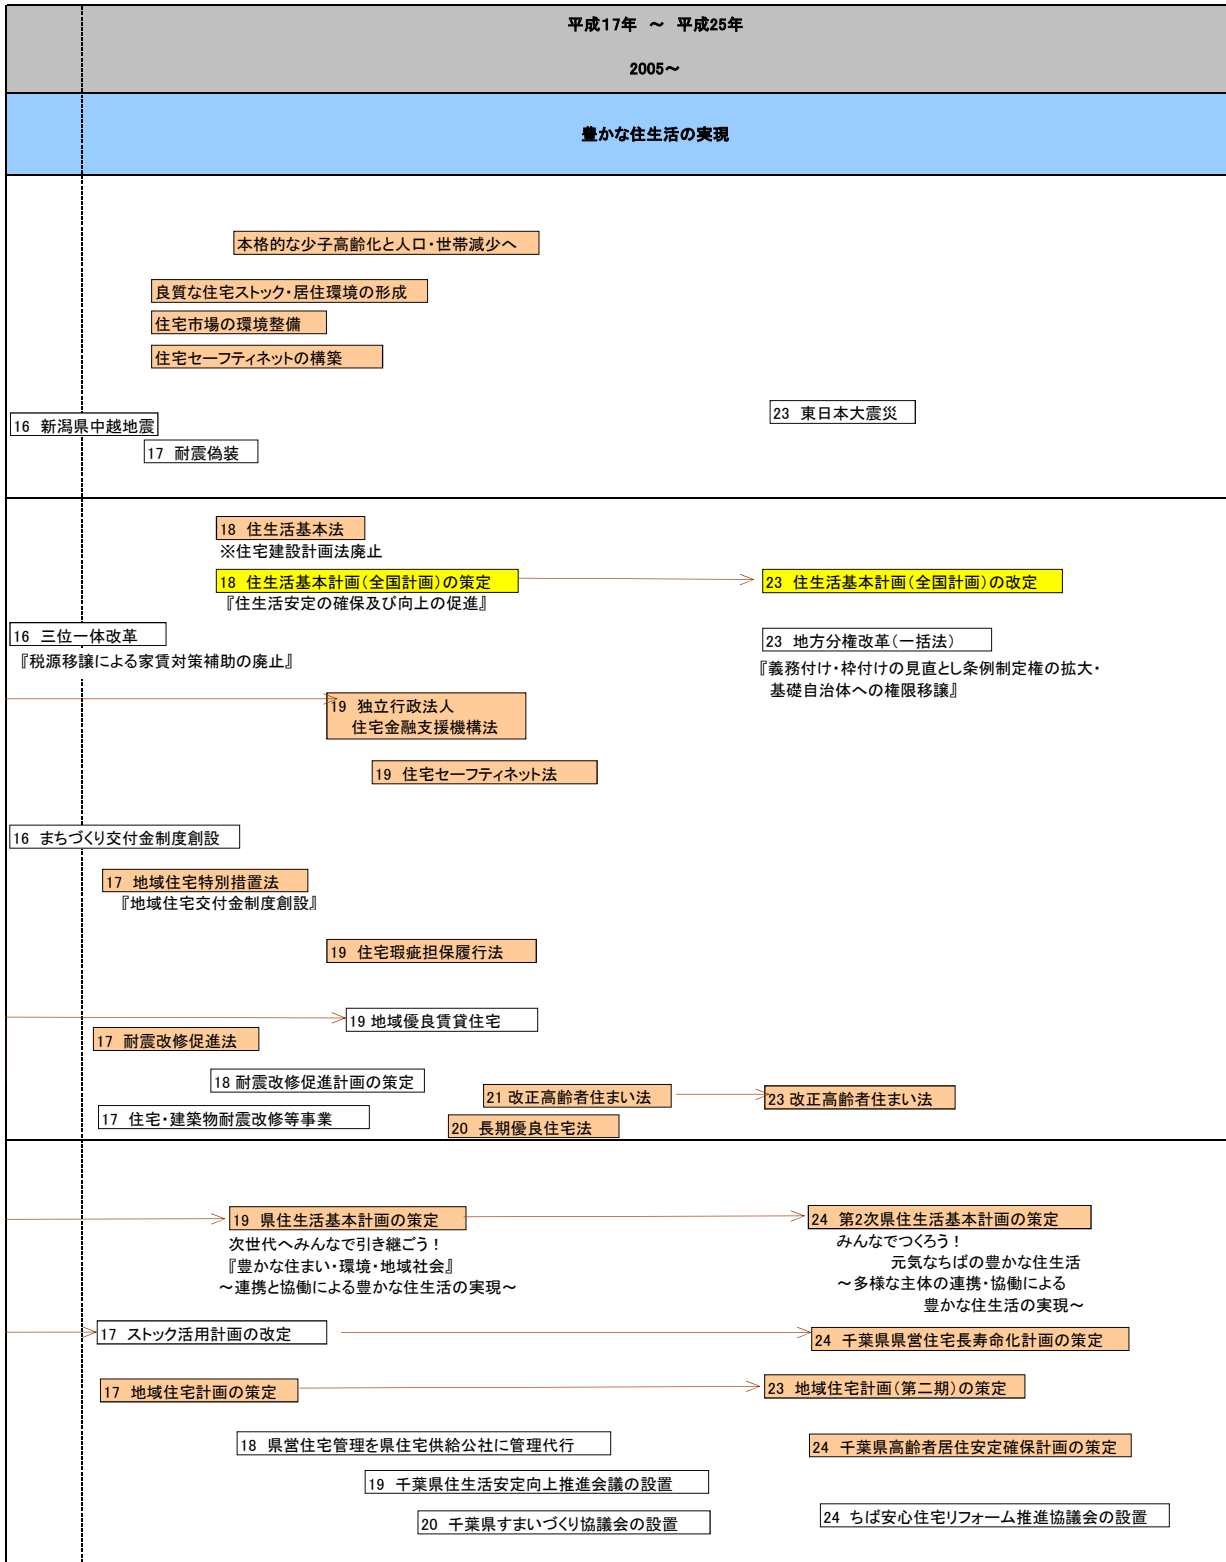 平成17年 ～ 平成25年
2005～
豊かな住生活の実現
本格的な少子高齢化と人口・世帯減少へ
良質な住宅ストック・居住環境の形成
住宅市場の環境整備
住宅セーフティネットの構築
16 新潟県中越地震
23 東日本大震災
17 耐震偽装
18 住生活基本法
※住宅建設計画法廃止
18 住生活基本計画（全国計画）の策定
23 住生活基本計画（全国計画）の改定
『住生活安定の確保及び向上の促進』
16 三位一体改革
23 地方分権改革（一括法）
『税源移譲による家賃対策補助の廃止』
『義務付け・枠付けの見直とし条例制定権の拡大・
基礎自治体への権限移譲』
19 独立行政法人
住宅金融支援機構法
19 住宅セーフティネット法
16 まちづくり交付金制度創設
17 地域住宅特別措置法
『地域住宅交付金制度創設』
19 住宅瑕疵担保履行法
19 地域優良賃貸住宅
17 耐震改修促進法
18 耐震改修促進計画の策定
21 改正高齢者住まい法
23 改正高齢者住まい法
17 住宅・建築物耐震改修等事業
20 長期優良住宅法
19 県住生活基本計画の策定
24 第2次県住生活基本計画の策定
次世代へみんなで引き継ごう！
『豊かな住まい・環境・地域社会』
～連携と協働による豊かな住生活の実現～
みんなでつくろう！
元気なちばの豊かな住生活
～多様な主体の連携・協働による
豊かな住生活の実現～
17 ストック活用計画の改定
24 千葉県県営住宅長寿命化計画の策定
17 地域住宅計画の策定
23 地域住宅計画（第二期）の策定
18 県営住宅管理を県住宅供給公社に管理代行
24 千葉県高齢者居住安定確保計画の策定
19 千葉県住生活安定向上推進会議の設置
20 千葉県すまいづくり協議会の設置
24 ちば安心住宅リフォーム推進協議会の設置